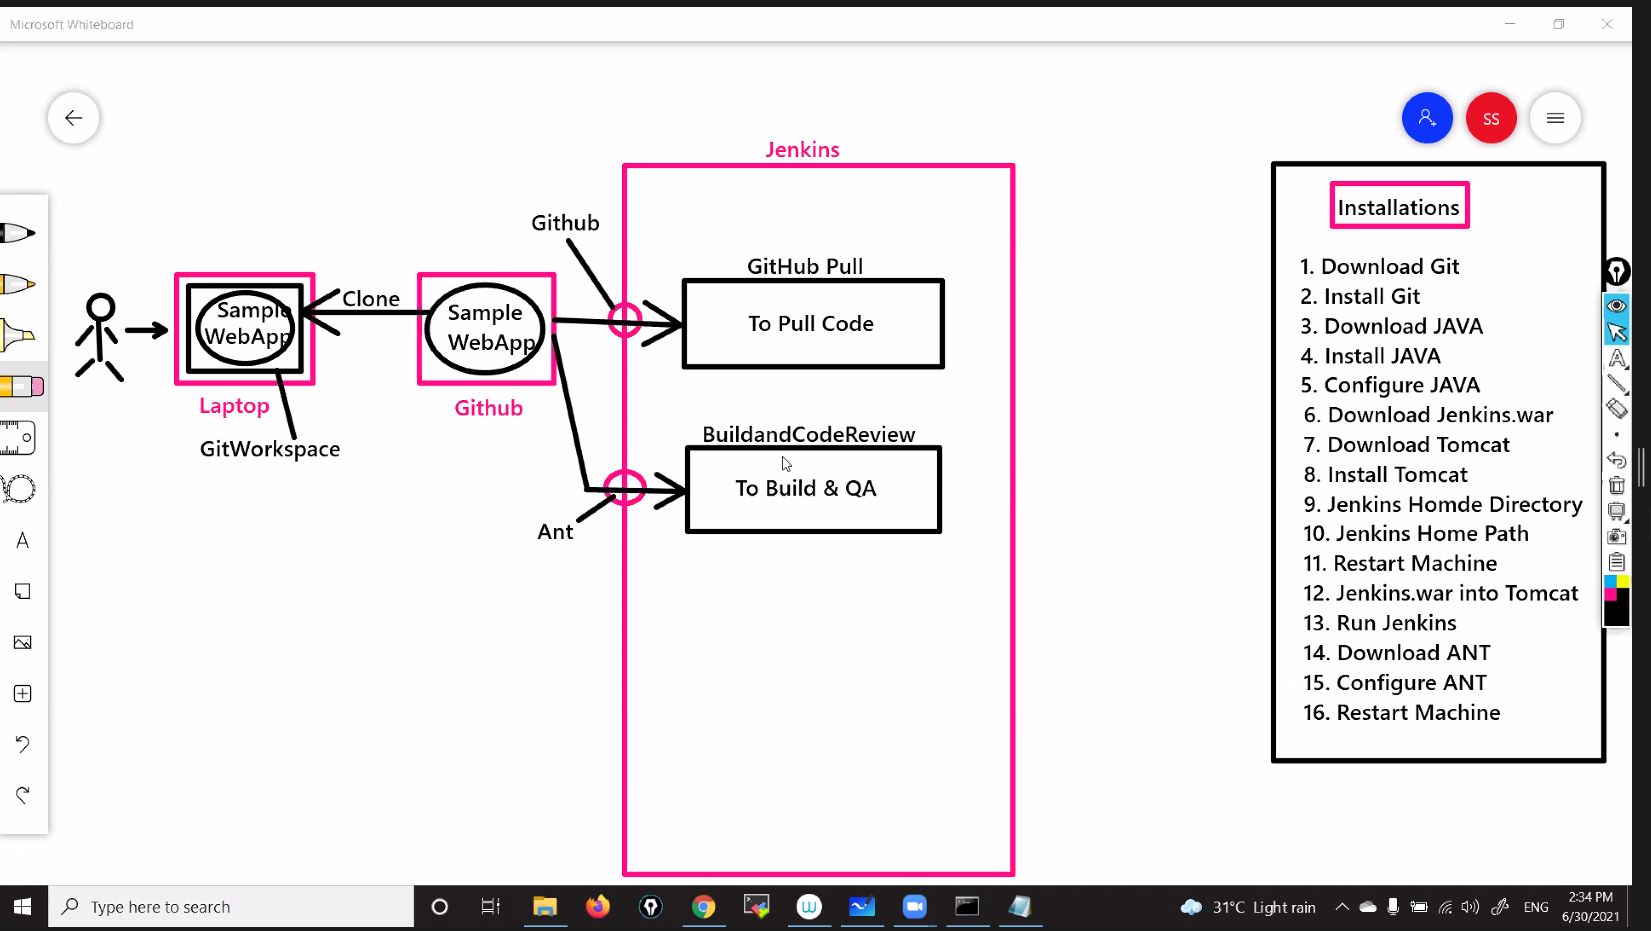 Microsoft Whiteboard
SS
Jenkins
Installations
Github
GitHub Pull
To Pull Code
Clone
Sample
WebApp
Sample
WebApp
Laptop
Github
GitWorkspace
BuildandCodeReview
To Build & QA
Ant
1. Download Git
2. Install Git
3. Download JAVA
4. Install JAVA
5. Configure JAVA
6. Download Jenkins.war
7. Download Tomcat
8. Install Tomcat
9. Jenkins Homde Directory
10. Jenkins Home Path
11. Restart Machine
12. Jenkins.war into Tomcat
13. Run Jenkins
14. Download ANT
15. Configure ANT
16. Restart Machine
A
A
Type here to search
31°C Light rain
ENG
2:34 PM
6/30/2021